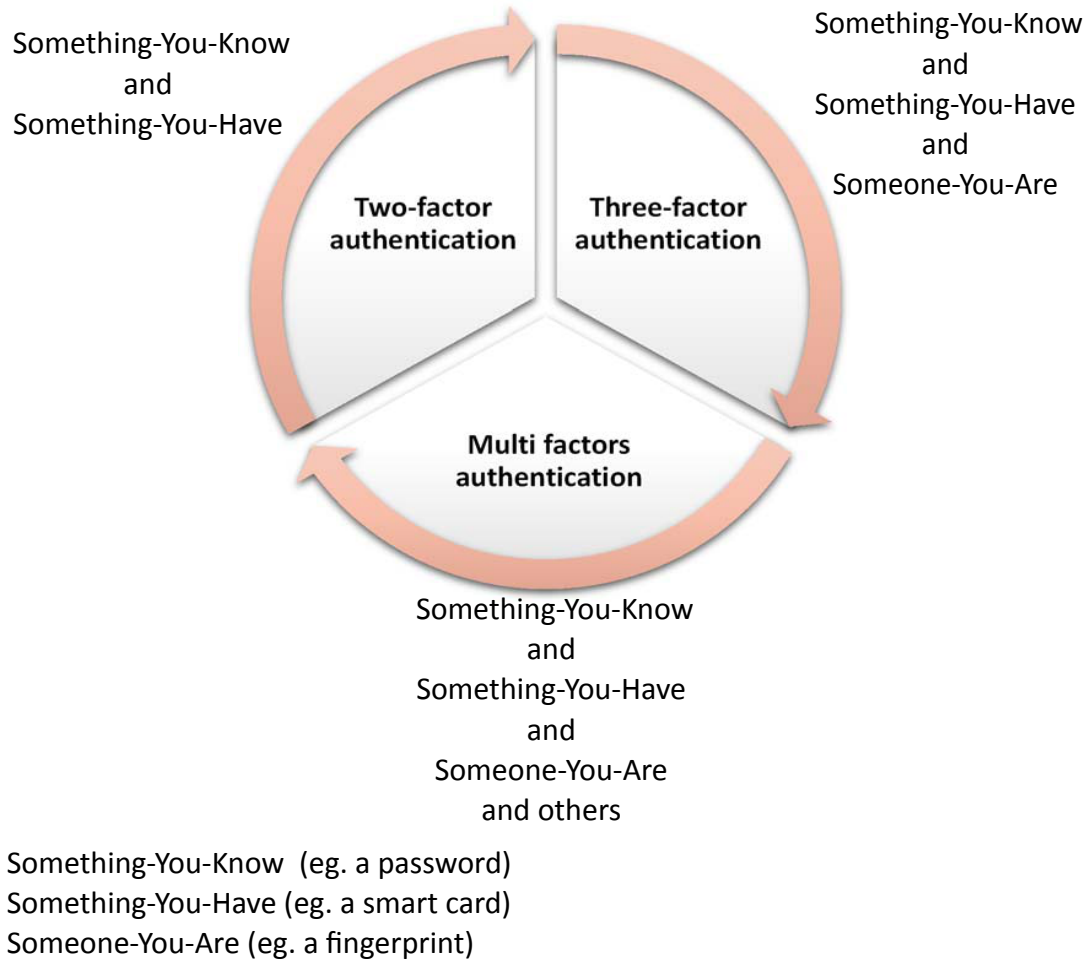 Something-You-Know
and
Something-You-Have
Something-You-Know
and
Something-You-Have
and
Someone-You-Are
Two-factor
authentication
Three-factor
authentication
Multi factors
authentication
Something-You-Know
and
Something-You-Have
and
Someone-You-Are
and others
Something-You-Know  (eg. a password)
Something-You-Have (eg. a smart card)
Someone-You-Are (eg. a fingerprint)